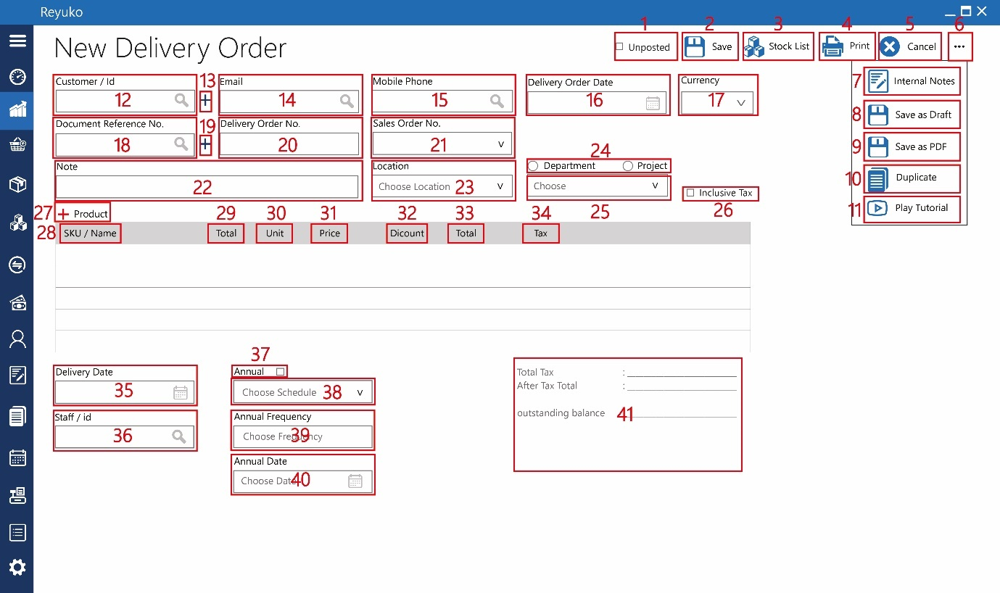 Reyuko
New Delivery Order
1 2 3 4 5 6
Unposted Save Stock List Print Cancel ...
7 Internal Notes
8 Save as Draft
9 Save as PDF
10 Duplicate
11 Play Tutorial
Customer / Id 13 Email Mobile Phone Delivery Order Date Currency
12 + 14 15 16 17 v
Document Reference No. 19 Delivery Order No. Sales Order No.
18 + 20 21 v
24
Department Project
Note Location
22 Choose Location 23 v Choose v
25
Inclusive Tax
26
27 + Product 29 30 31 32 33 34
28 SKU / Name Total Unit Price Dicount Total Tax
37
Delivery Date Annual
35 Choose Schedule 38 v
Staff / id Annual Frequency
36 Choose Frequency 39
Annual Date
Choose Date 40
Total Tax :
After Tax Total :
outstanding balance 41